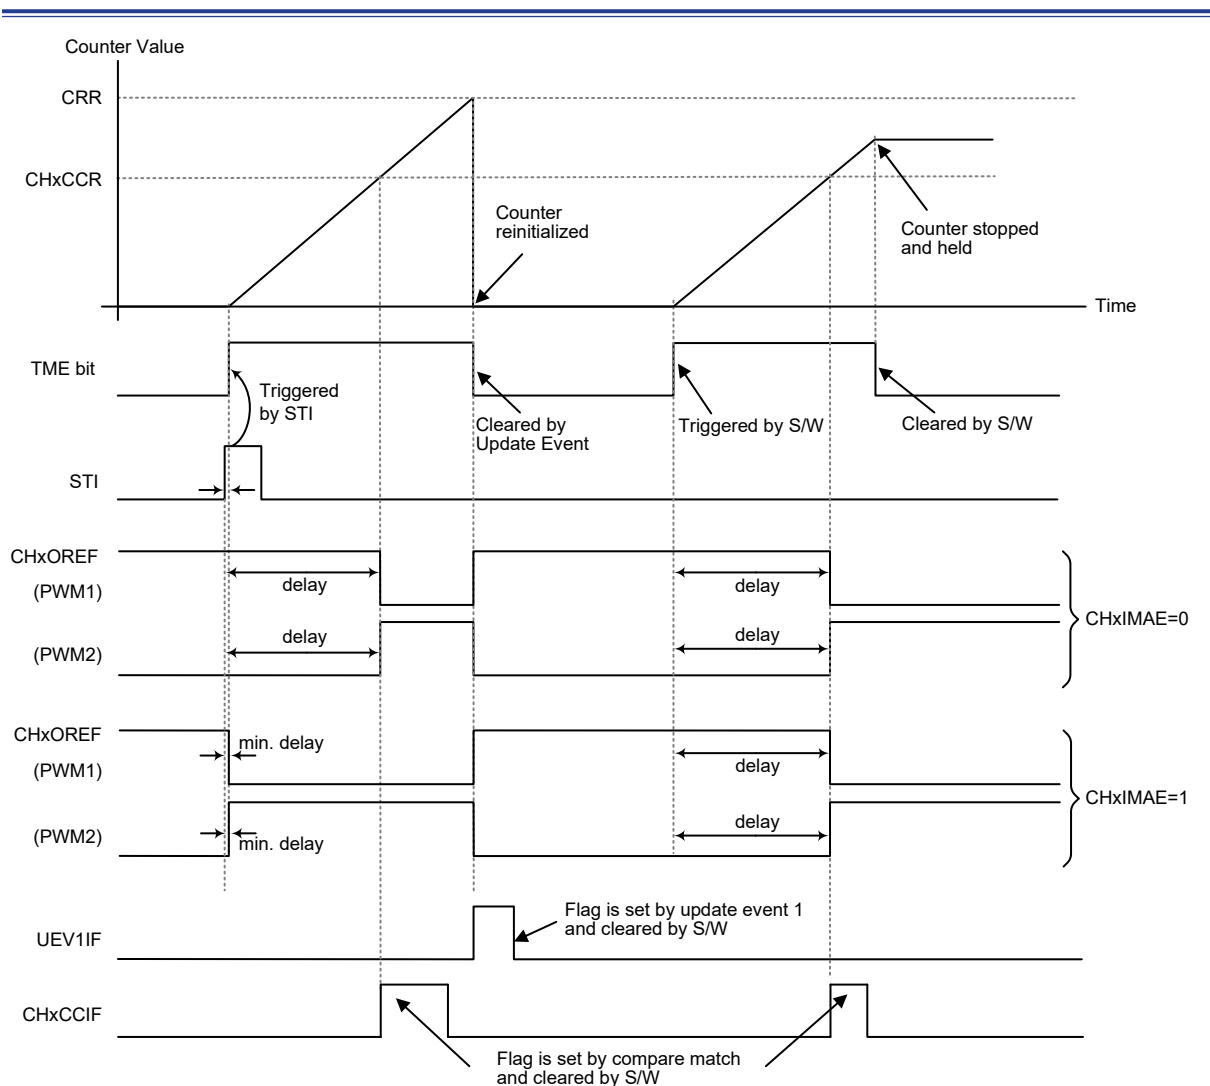 Counter Value
CRR
CHxCCR
Counter
reinitialized
Counter stopped
and held
Time
TME bit
Triggered
by STI
Cleared by
Update Event
Triggered by S/W
Cleared by S/W
STI
CHxOREF
(PWM1)
delay
delay
CHxIMAE=0
(PWM2)
delay
delay
CHxOREF
(PWM1)
min. delay
delay
CHxIMAE=1
(PWM2)
min. delay
delay
UEV1IF
Flag is set by update event 1
and cleared by S/W
CHxCCIF
Flag is set by compare match
and cleared by S/W